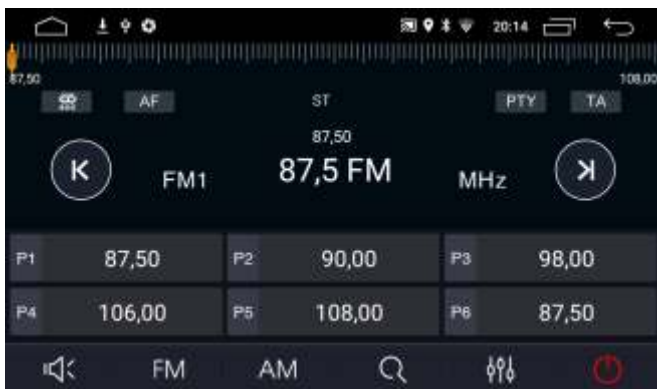 20:14
87,50 108,00
AF ST PTY TA
87,50
FM1 87,5 FM MHz
P1 87,50 P2 90,00 P3 98,00
P4 106,00 P5 108,00 P6 87,50
FM AM